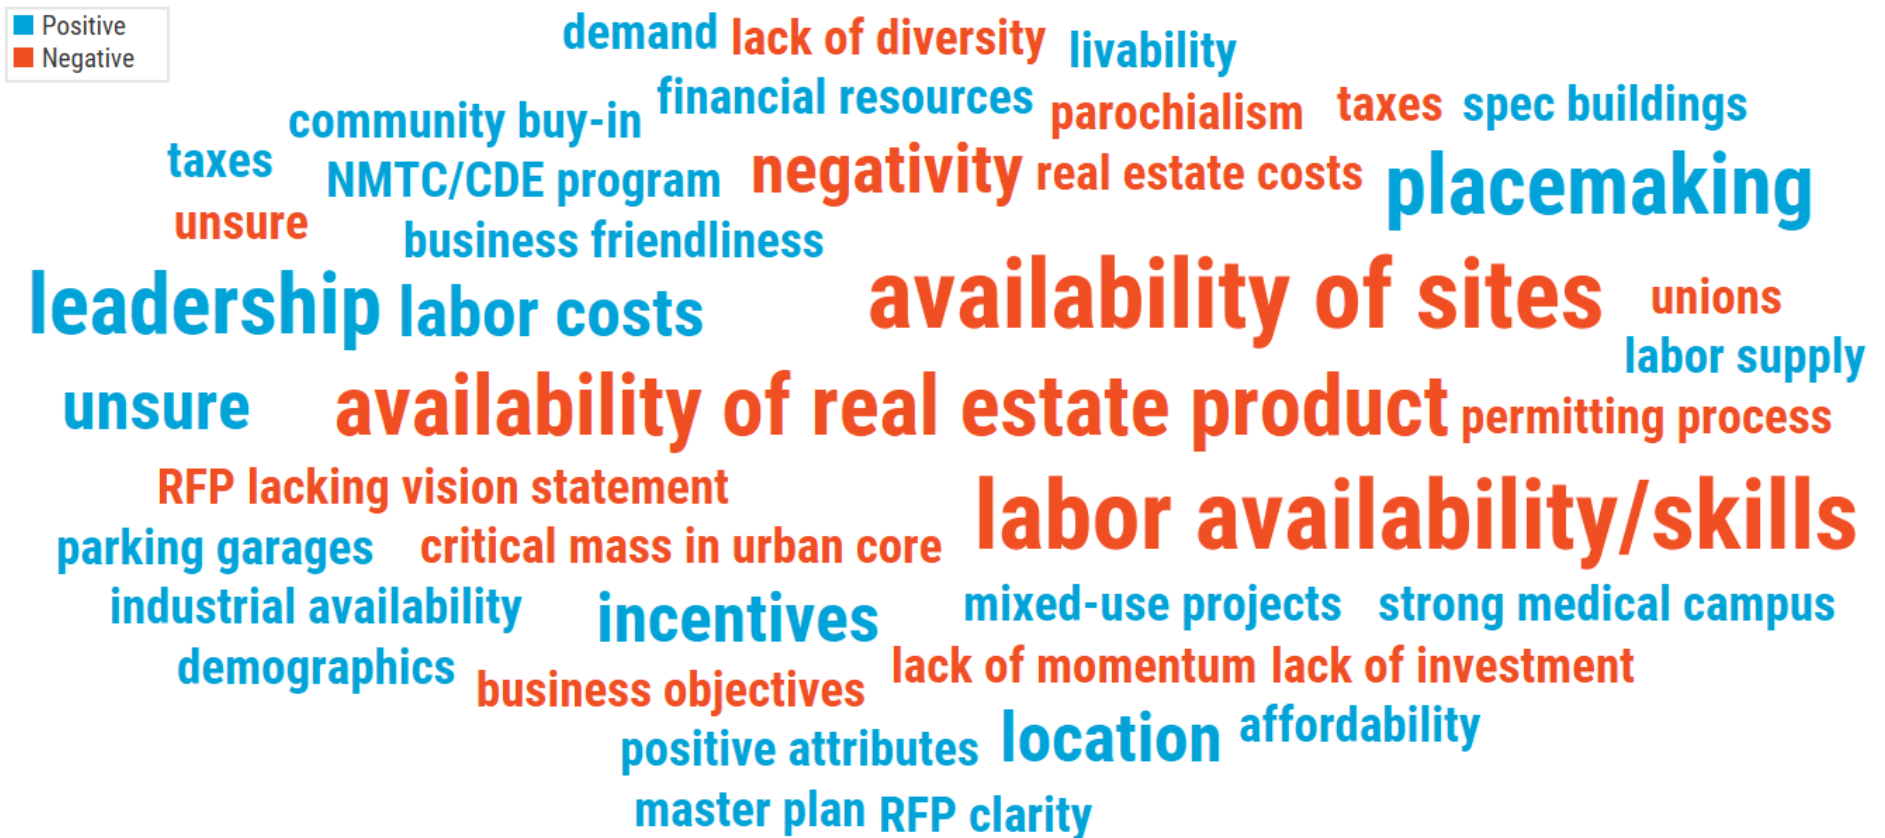 Positive
Negative
demand lack of diversity livability
community buy-in financial resources parochialism taxes spec buildings
taxes NMTC/CDE program negativity real estate costs placemaking
unsure business friendliness
leadership labor costs availability of sites unions
labor supply
unsure availability of real estate product permitting process
RFP lacking vision statement labor availability/skills
parking garages critical mass in urban core
industrial availability incentives mixed-use projects strong medical campus
demographics business objectives lack of momentum lack of investment
positive attributes location affordability
master plan RFP clarity